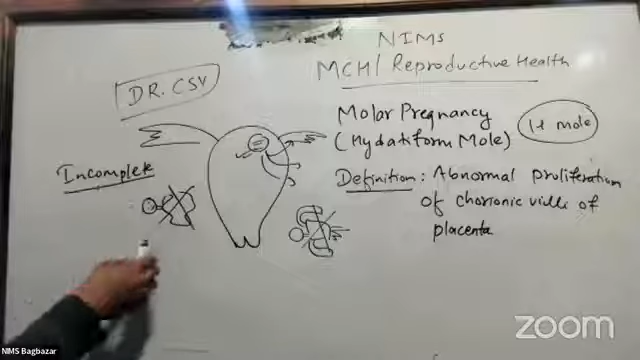 NIMS
MCH/Reproductive Health
DR. CSV
Molar Pregnancy
(Hydatiform Mole)
H mole
Incomplete
Definition: Abnormal proliferation
of chorionic villi of
placenta
zoom
NIMS Bagbazar